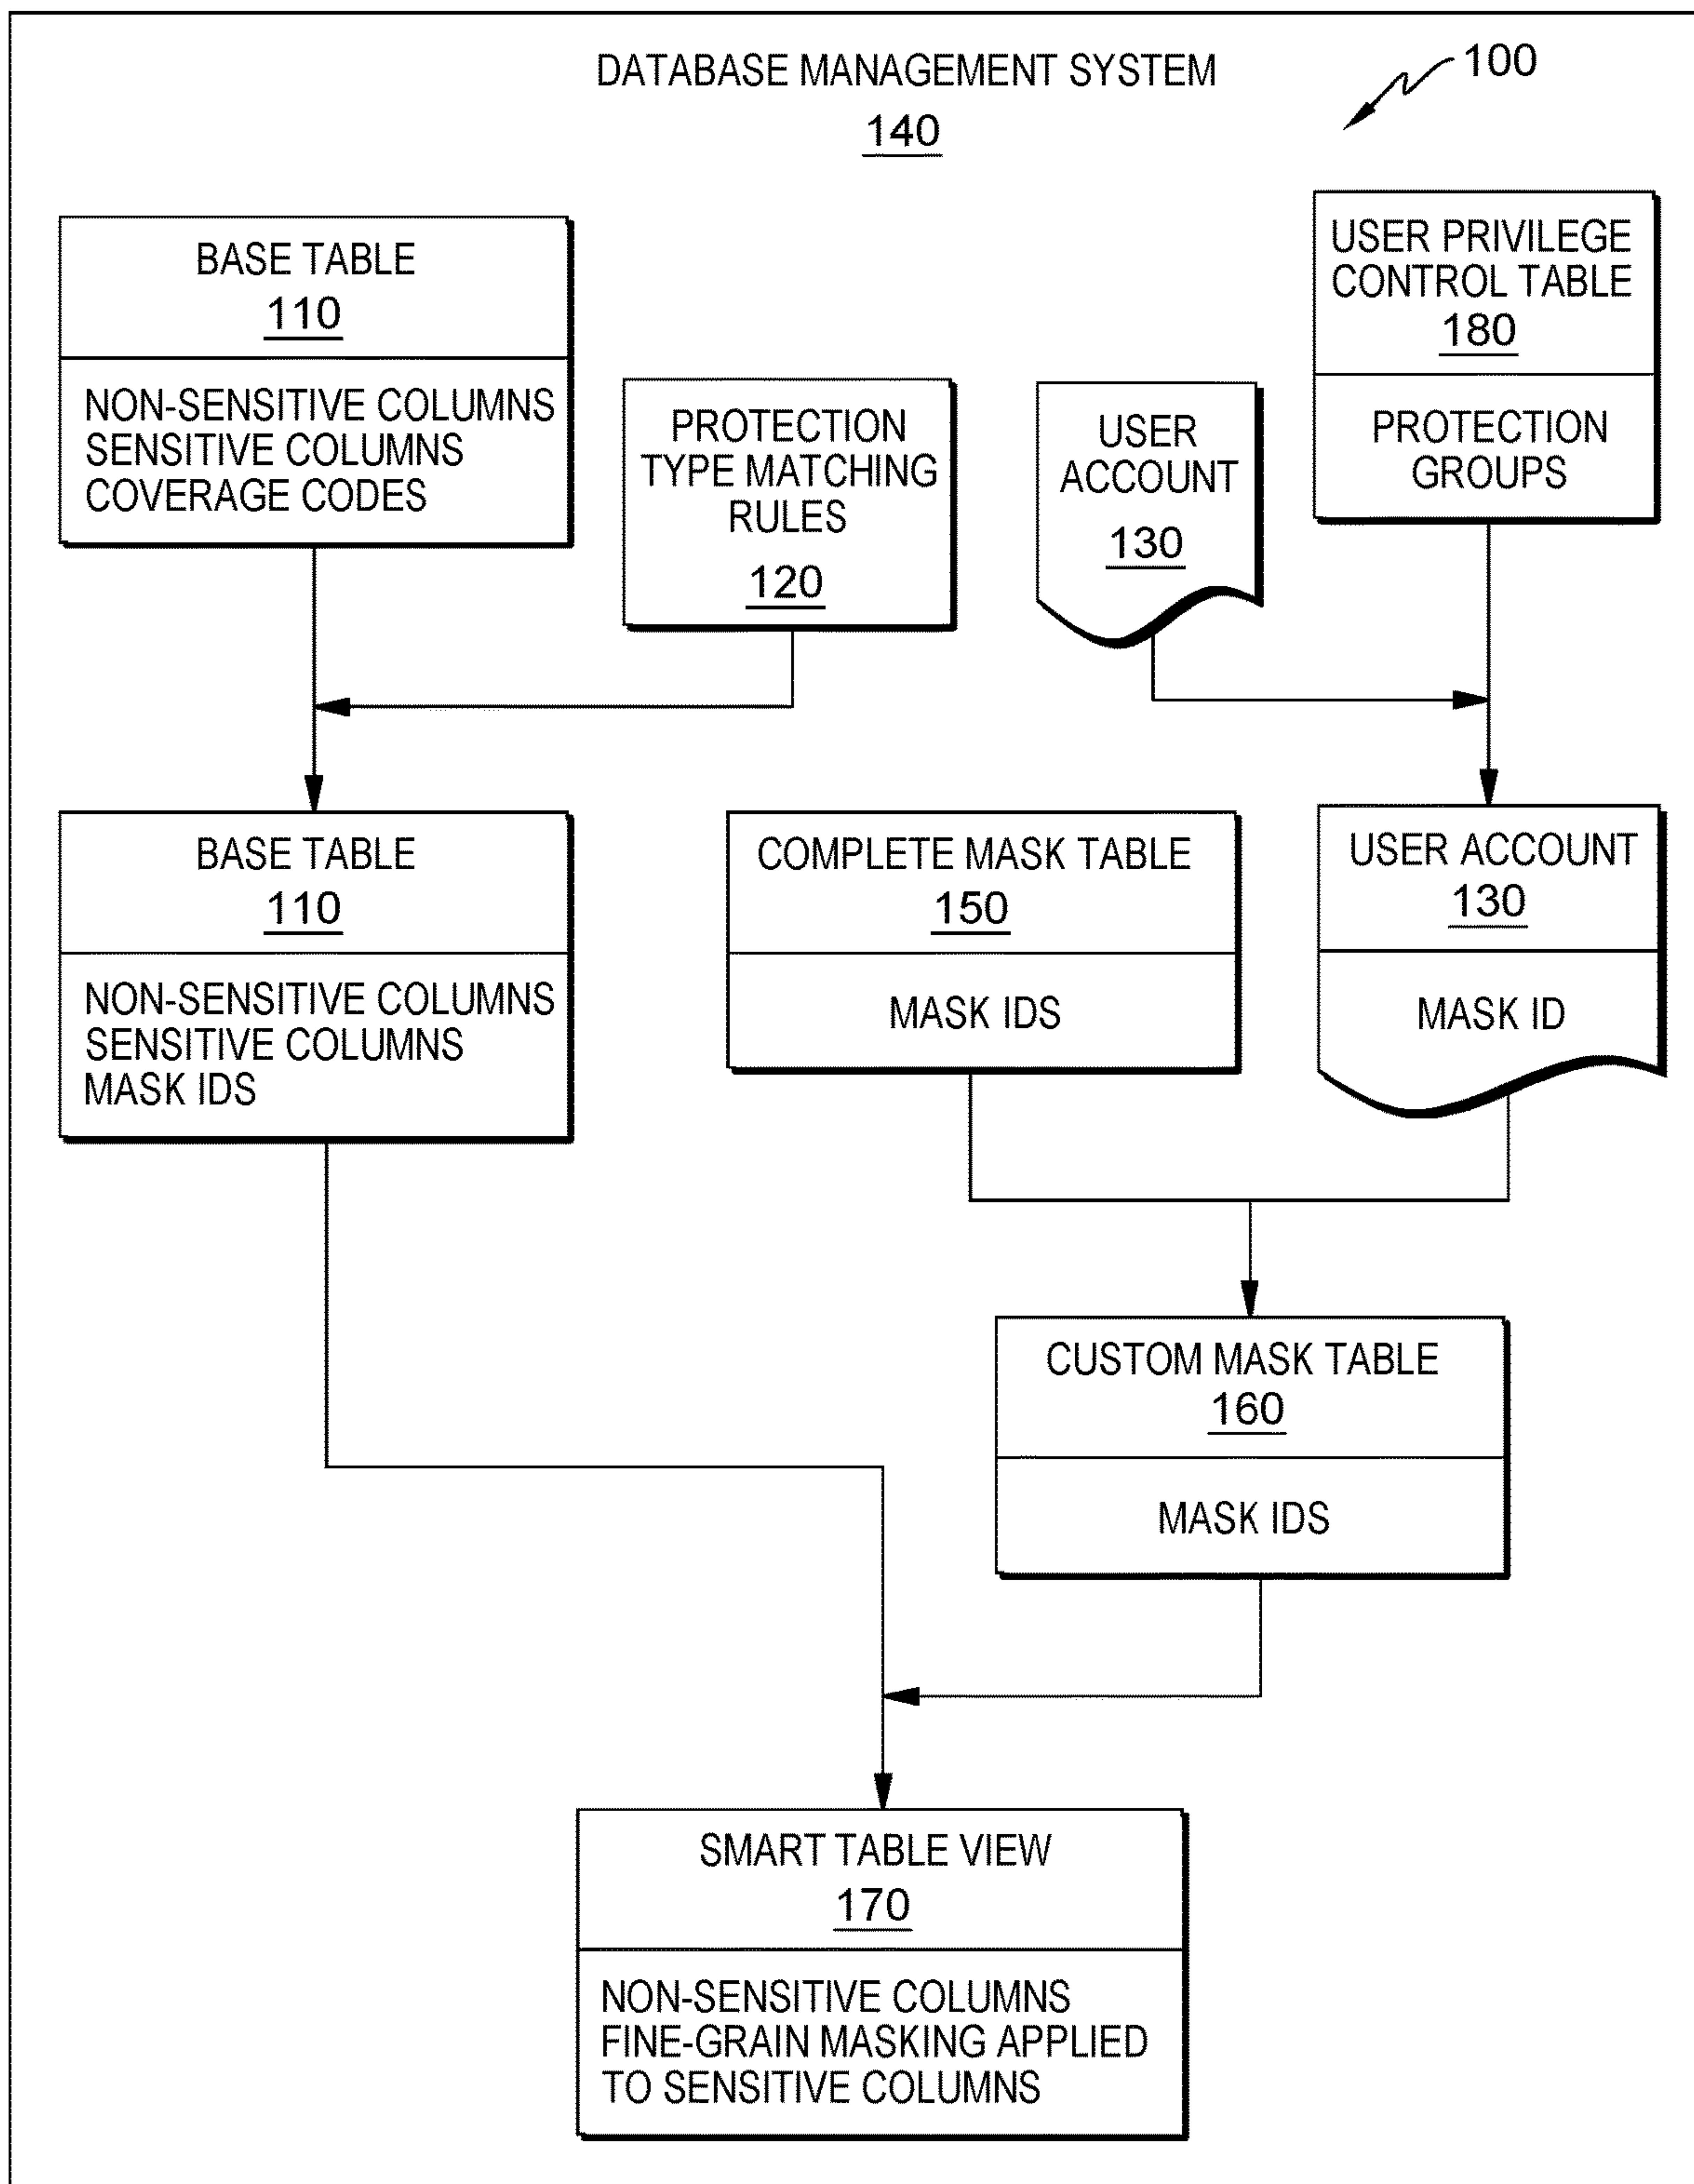 DATABASE MANAGEMENT SYSTEM
140
100
BASE TABLE
110
NON-SENSITIVE COLUMNS
SENSITIVE COLUMNS
COVERAGE CODES
PROTECTION
TYPE MATCHING
RULES
120
USER
ACCOUNT
130
USER PRIVILEGE
CONTROL TABLE
180
PROTECTION
GROUPS
BASE TABLE
110
NON-SENSITIVE COLUMNS
SENSITIVE COLUMNS
MASK IDS
COMPLETE MASK TABLE
150
MASK IDS
USER ACCOUNT
130
MASK ID
CUSTOM MASK TABLE
160
MASK IDS
SMART TABLE VIEW
170
NON-SENSITIVE COLUMNS
FINE-GRAIN MASKING APPLIED
TO SENSITIVE COLUMNS